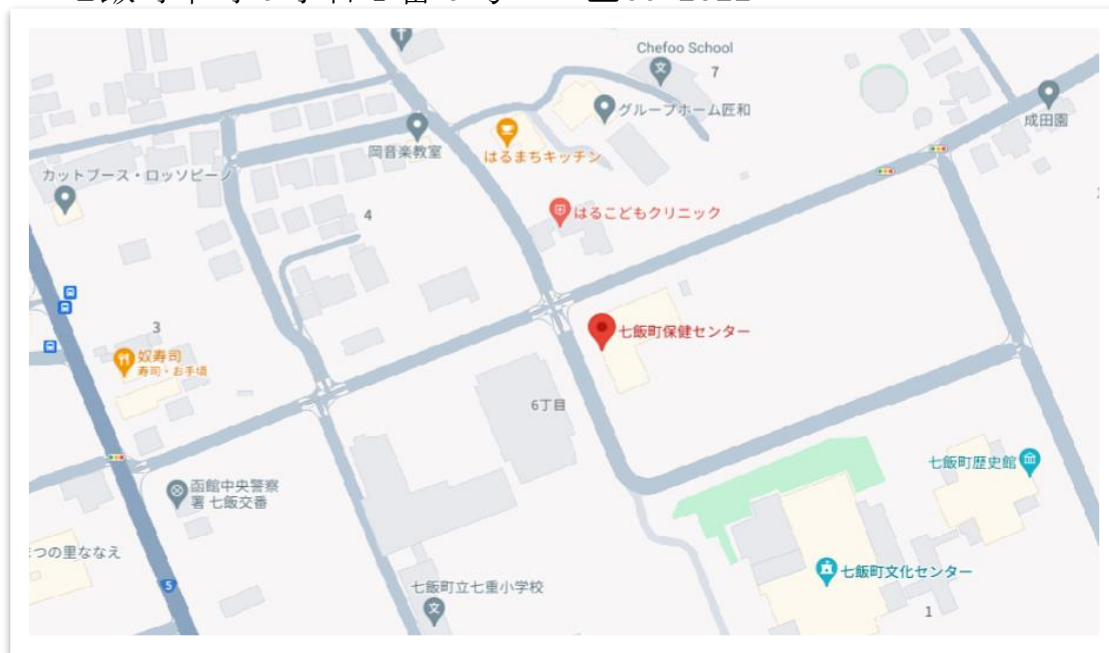 Chefoo School
7
グループホーム匠和
成田園
岡音楽教室
はるまちキッチン
カットブース・ロッソピーノ
はるこどもクリニック
4
3
七飯町保健センター
奴寿司
寿司・お手頃
6丁目
七飯町歴史館
函館中央警察
署 七飯交番
つの里ななえ
5
七飯町立七重小学校
七飯町文化センター
1